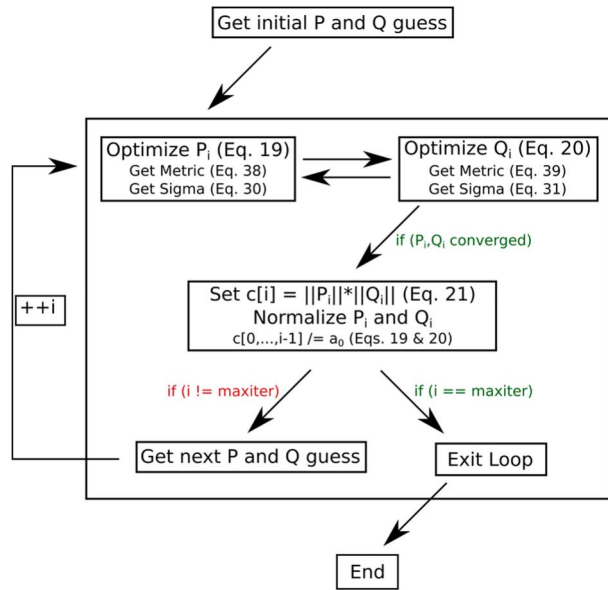 Get initial P and Q guess
Optimize Pᵢ (Eq. 19)
Get Metric (Eq. 38)
Get Sigma (Eq. 30)
Optimize Qᵢ (Eq. 20)
Get Metric (Eq. 39)
Get Sigma (Eq. 31)
if (Pᵢ,Qᵢ converged)
Set c[i] = ||Pᵢ||*||Qᵢ|| (Eq. 21)
Normalize Pᵢ and Qᵢ
c[0,...,i-1] /= a₀ (Eqs. 19 & 20)
++i
if (i != maxiter)
if (i == maxiter)
Get next P and Q guess
Exit Loop
End